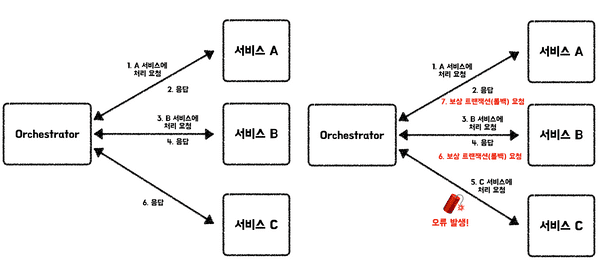 서비스 A
1. A 서비스에
처리 요청
2. 응답
Orchestrator
3. B 서비스에
처리 요청
4. 응답
서비스 B
6. 응답
서비스 C
서비스 A
1. A 서비스에
처리 요청
2. 응답
7. 보상 트랜잭션(롤백) 요청
Orchestrator
3. B 서비스에
처리 요청
4. 응답
6. 보상 트랜잭션(롤백) 요청
서비스 B
5. C 서비스에
처리 요청
오류 발생!
서비스 C